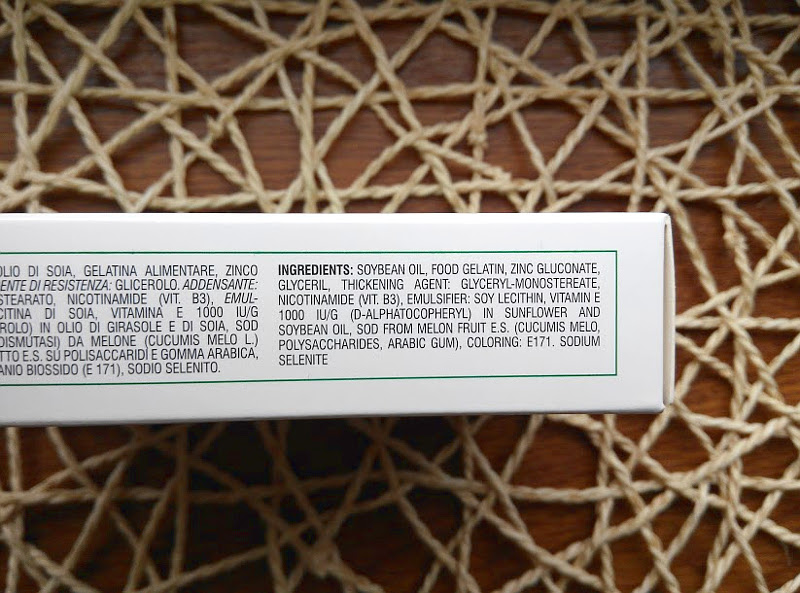 OLIO DI SOIA, GELATINA ALIMENTARE, ZINCO
ENTE DI RESISTENZA: GLICEROLO. ADDENSANTE:
STEARATO, NICOTINAMIDE (VIT. B3), EMUL-
CITINA DI SOIA, VITAMINA E 1000 IU/G
EROLO) IN OLIO DI GIRASOLE E DI SOIA, SOD
DISMUTASI) DA MELONE (CUCUMIS MELO L.)
TTO E.S. SU POLISACCARIDI E GOMMA ARABICA,
ANIO BIOSSIDO (E 171), SODIO SELENITO.
INGREDIENTS: SOYBEAN OIL, FOOD GELATIN, ZINC GLUCONATE,
GLYCERIL, THICKENING AGENT: GLYCERYL-MONOSTEREATE,
NICOTINAMIDE (VIT. B3), EMULSIFIER: SOY LECITHIN, VITAMIN E
1000 IU/G (D-ALPHATOCOPHERYL) IN SUNFLOWER AND
SOYBEAN OIL, SOD FROM MELON FRUIT E.S. (CUCUMIS MELO,
POLYSACCHARIDES, ARABIC GUM), COLORING: E171. SODIUM
SELENITE